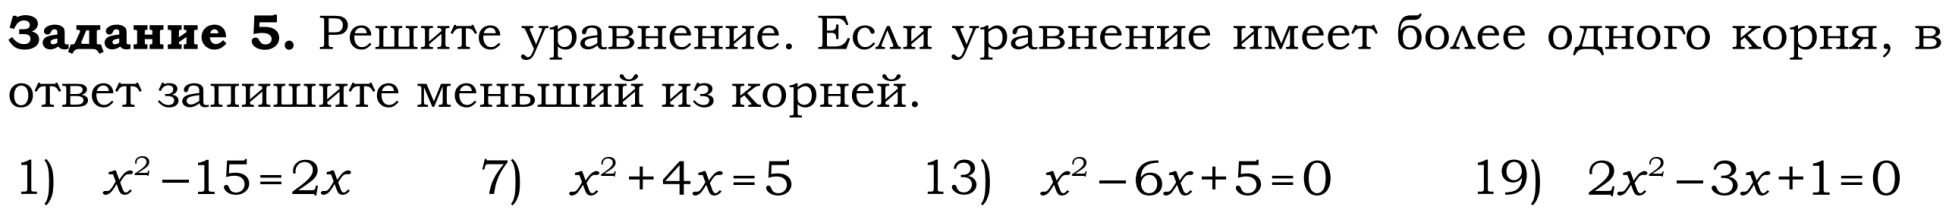 Задание 5. Решите уравнение. Если уравнение имеет более одного корня, в
ответ запишите меньший из корней.
1) x² – 15 = 2x 7) x² + 4x = 5 13) x² – 6x + 5 = 0 19) 2x² – 3x + 1 = 0